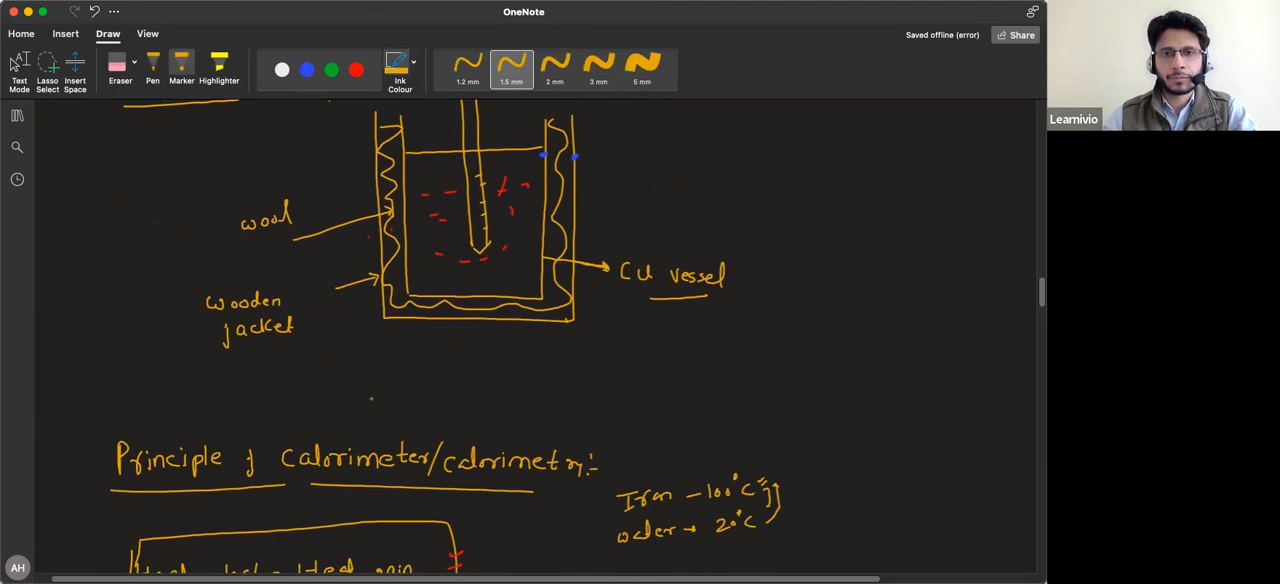 OneNote
Home Insert Draw View
Saved offline (error)
Share
Text Mode
Lasso Select
Insert Space
Eraser
Pen
Marker
Highlighter
Ink Colour
1.2 mm
1.5 mm
2 mm
3 mm
5 mm
Learnivio
wool
wooden
jacket
CU vessel
Principle of Calorimeter/calorimetry:-
Iron - 100°C
water → 20°C
AH